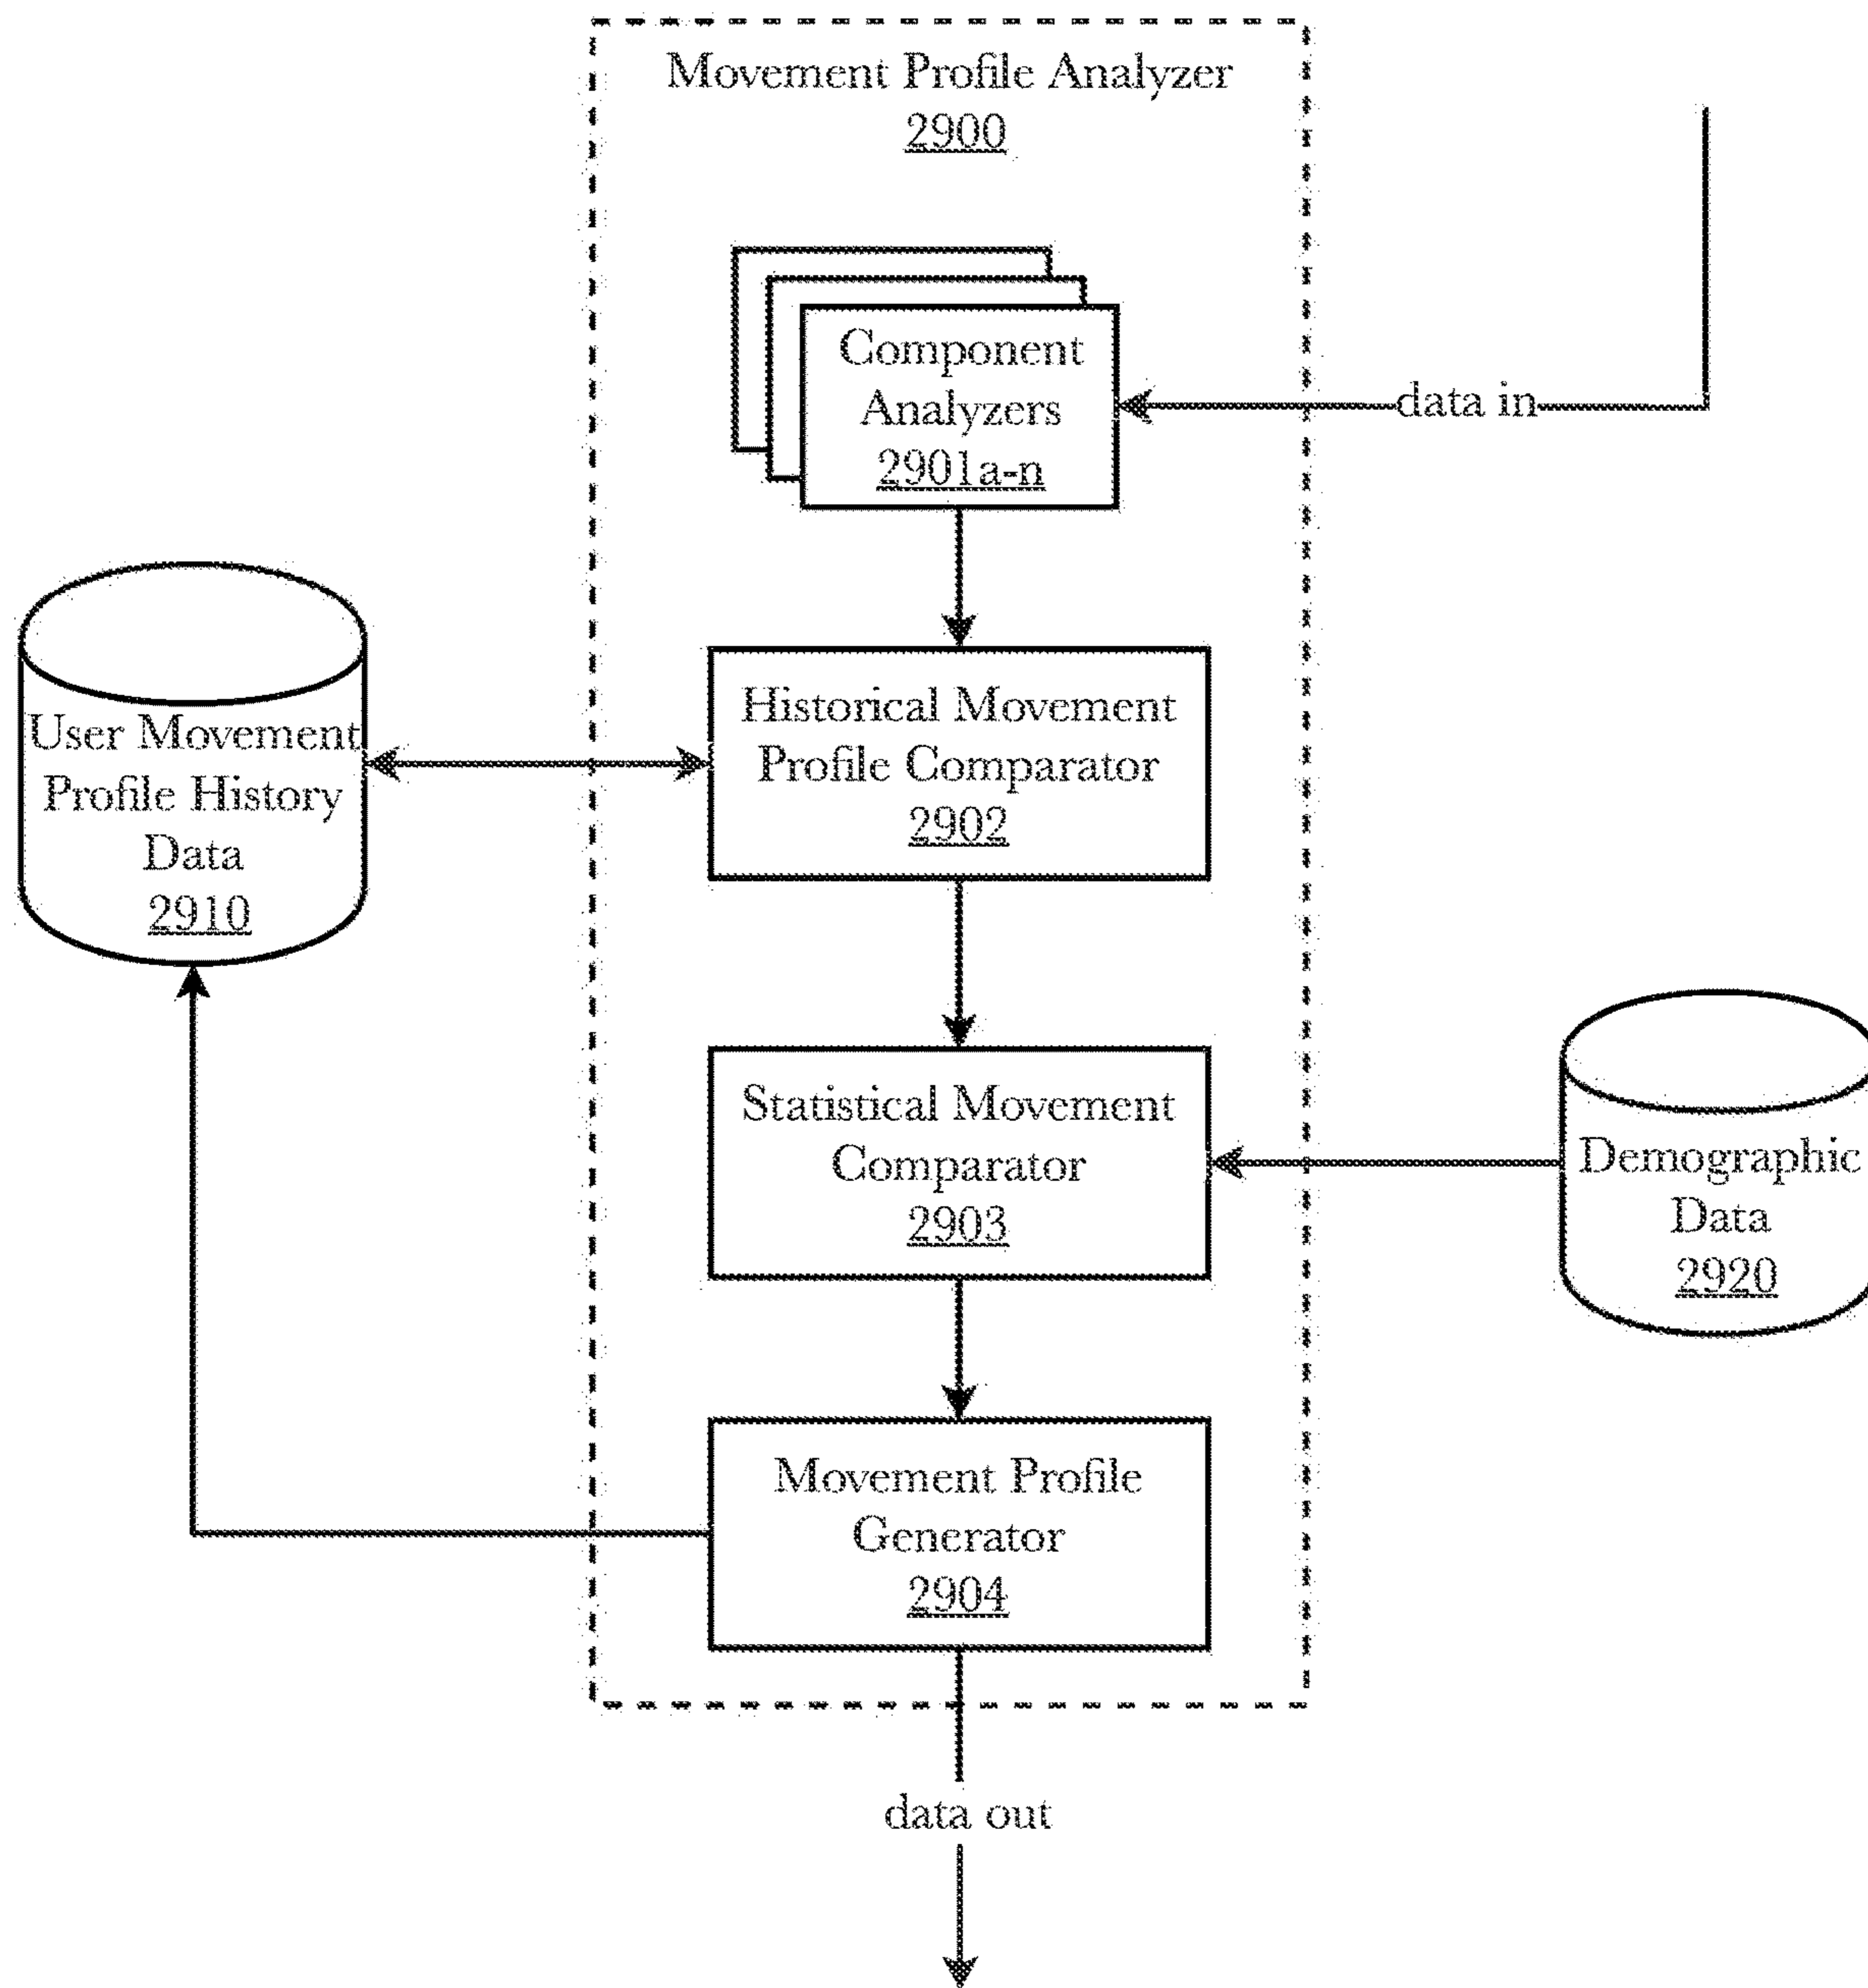 Movement Profile Analyzer
2900
Component
Analyzers
2901a-n
data in
Historical Movement
Profile Comparator
2902
User Movement
Profile History
Data
2910
Statistical Movement
Comparator
2903
Demographic
Data
2920
Movement Profile
Generator
2904
data out